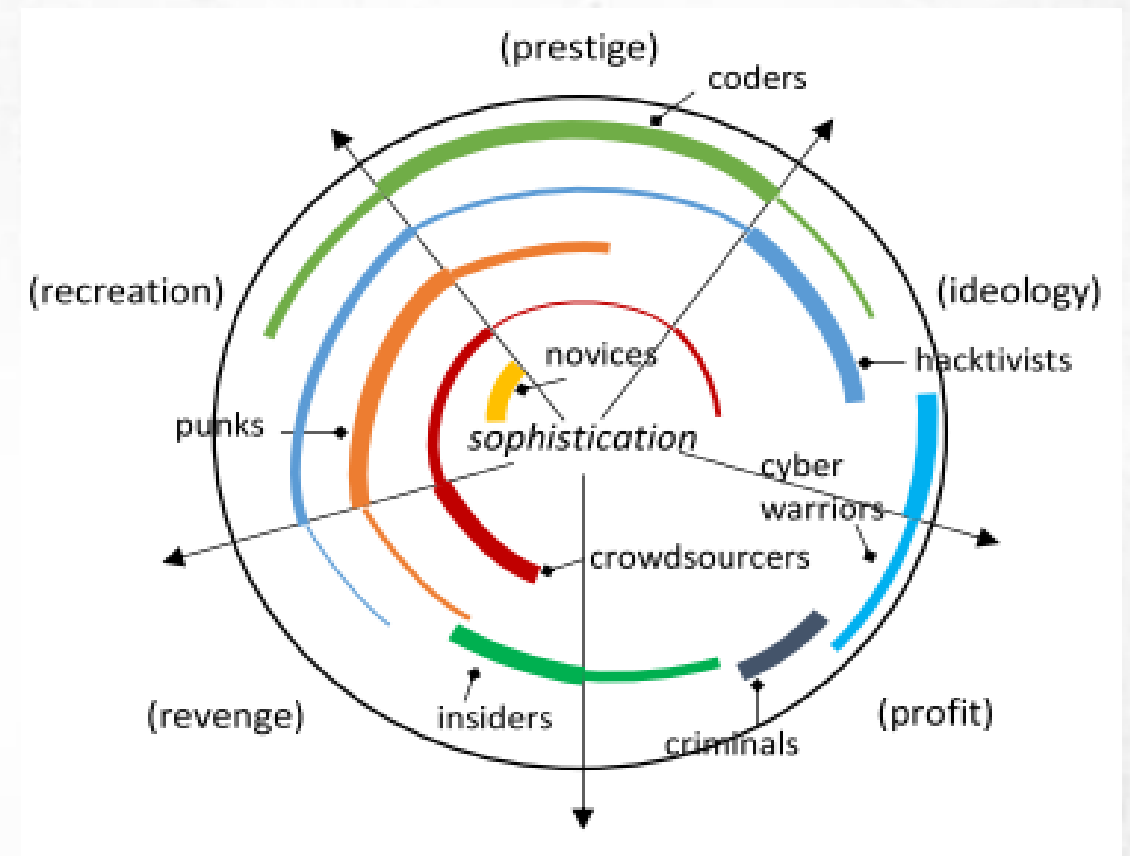 (prestige)
coders
(recreation)
(ideology)
novices
hacktivists
punks
sophistication
cyber
warriors
crowdsourcers
(revenge)
insiders
(profit)
criminals